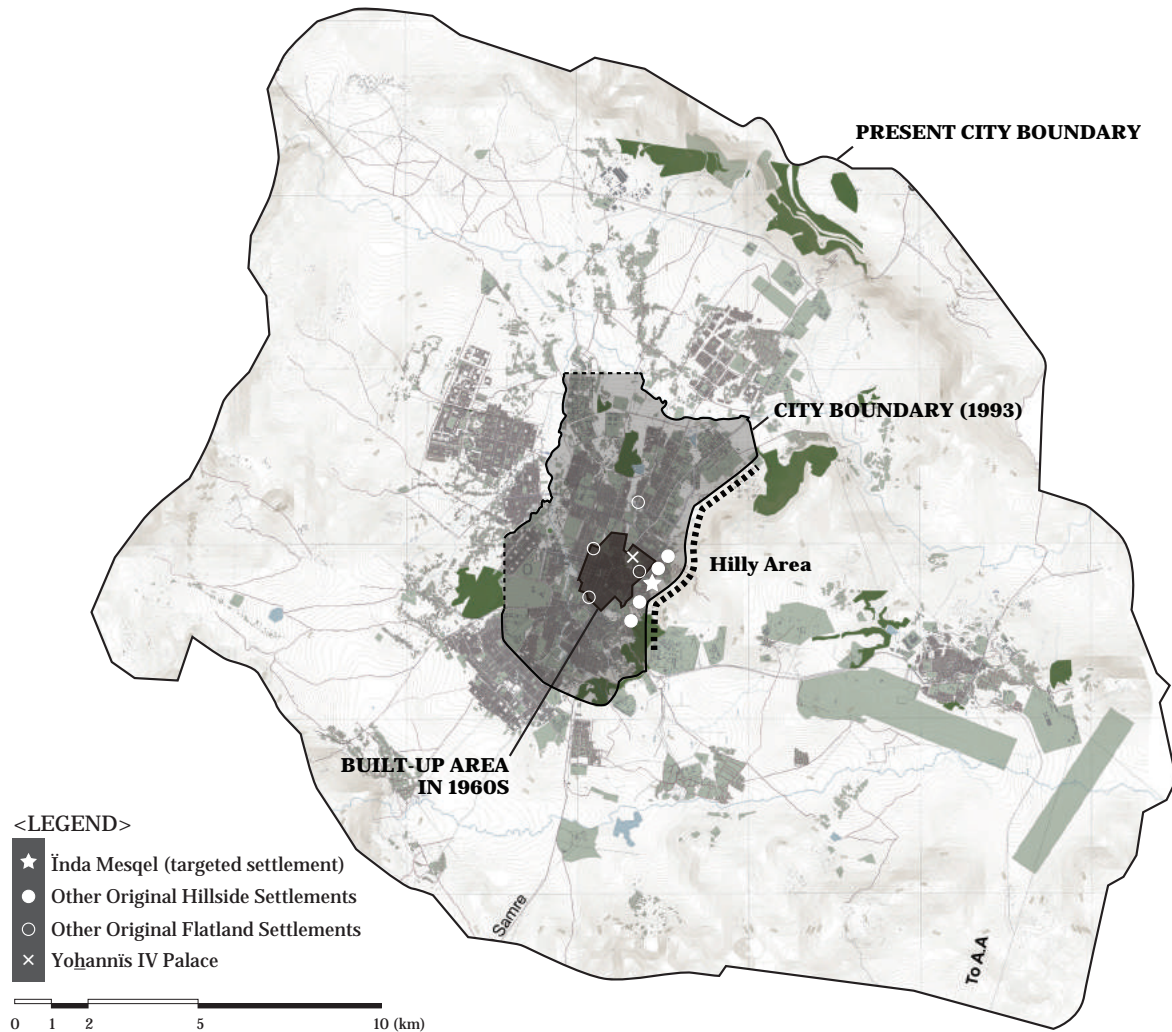 PRESENT CITY BOUNDARY
CITY BOUNDARY (1993)
Hilly Area
BUILT-UP AREA
IN 1960S
<LEGEND>
Ïnda Mesqel (targeted settlement)
Other Original Hillside Settlements
Other Original Flatland Settlements
Yoẖannïs IV Palace
Samre
To A.A
0 1 2 5 10 (km)